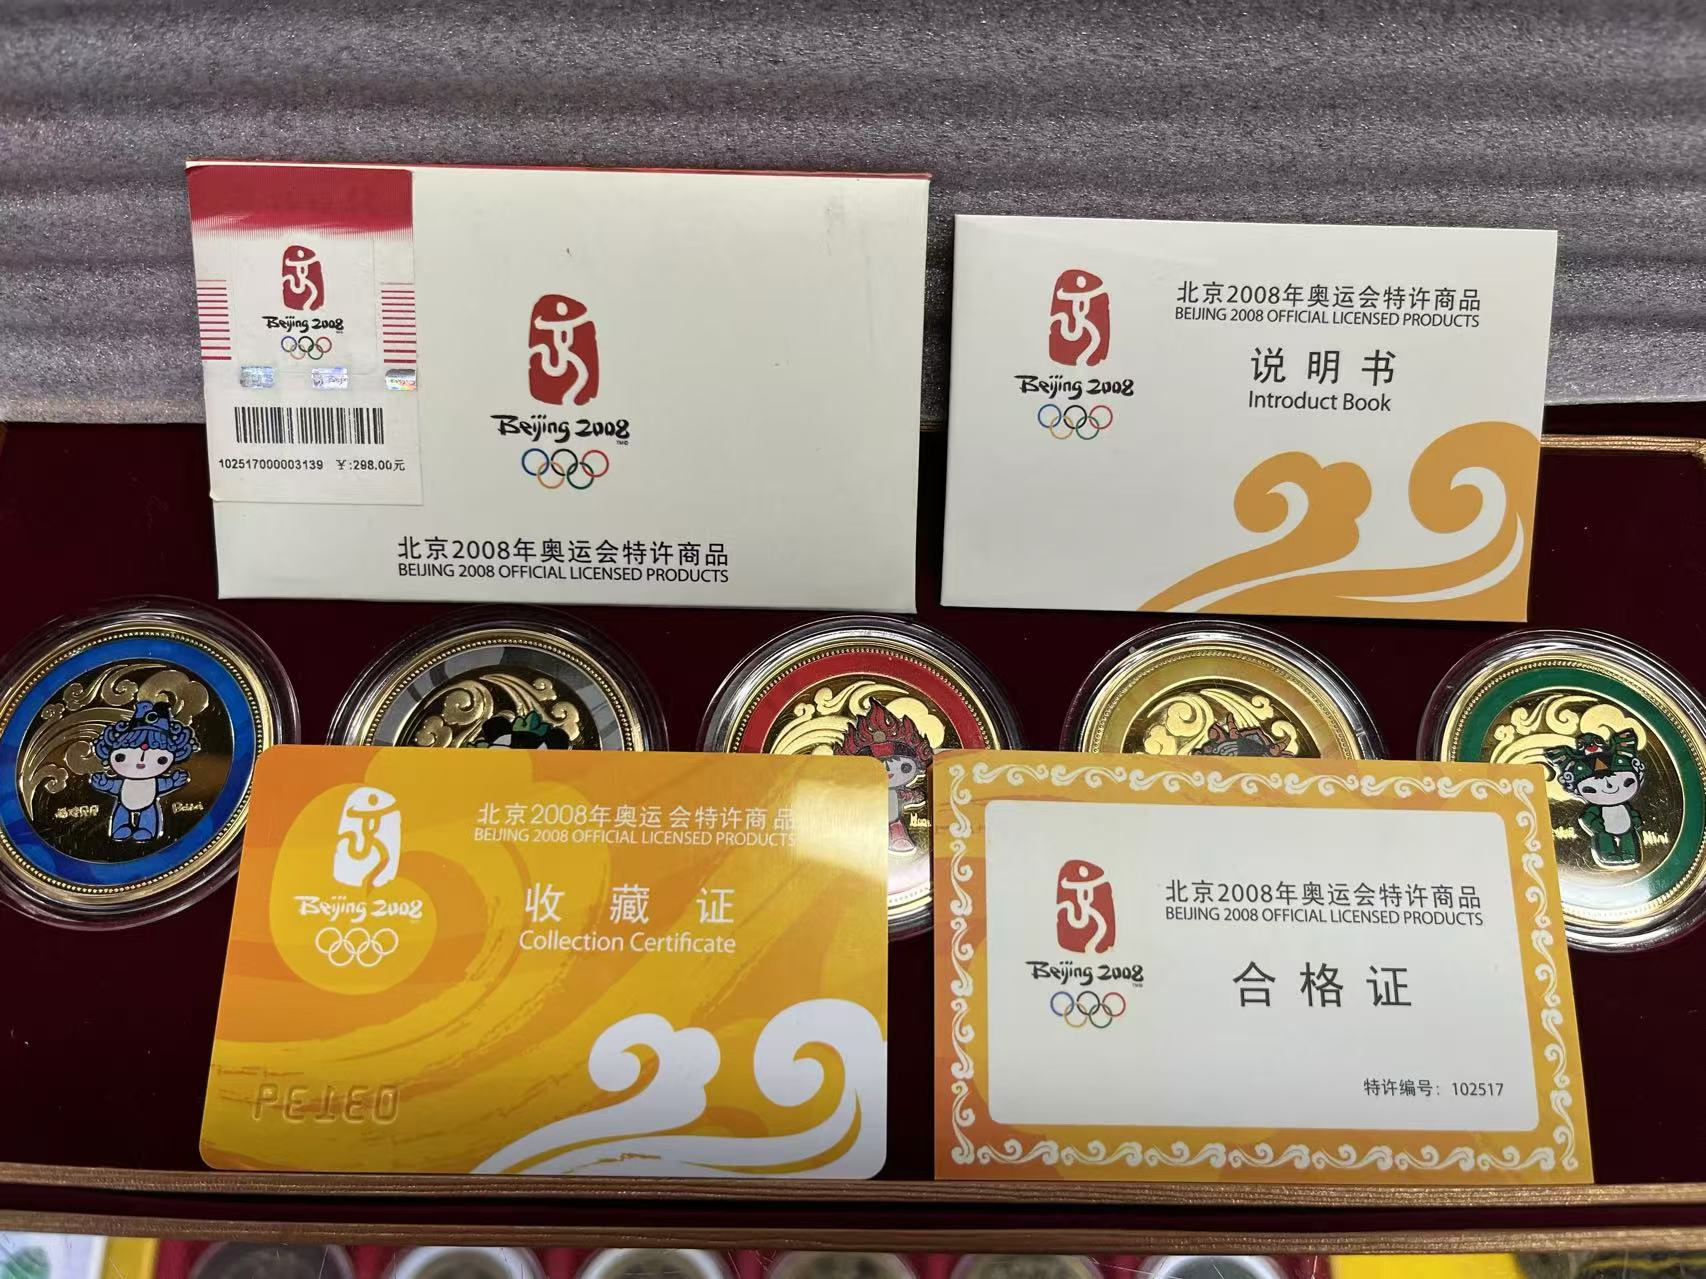 Beijing 2008
102517000003139 ¥:298.00元
Beijing 2008
北京2008年奥运会特许商品
BEIJING 2008 OFFICIAL LICENSED PRODUCTS
Beijing 2008
北京2008年奥运会特许商品
BEIJING 2008 OFFICIAL LICENSED PRODUCTS
说明书
Introduct Book
Beibei
Nini
Beijing 2008
北京2008年奥运会特许商品
BEIJING 2008 OFFICIAL LICENSED PRODUCTS
收藏证
Collection Certificate
Beijing 2008
北京2008年奥运会特许商品
BEIJING 2008 OFFICIAL LICENSED PRODUCTS
合格证
特许编号：102517